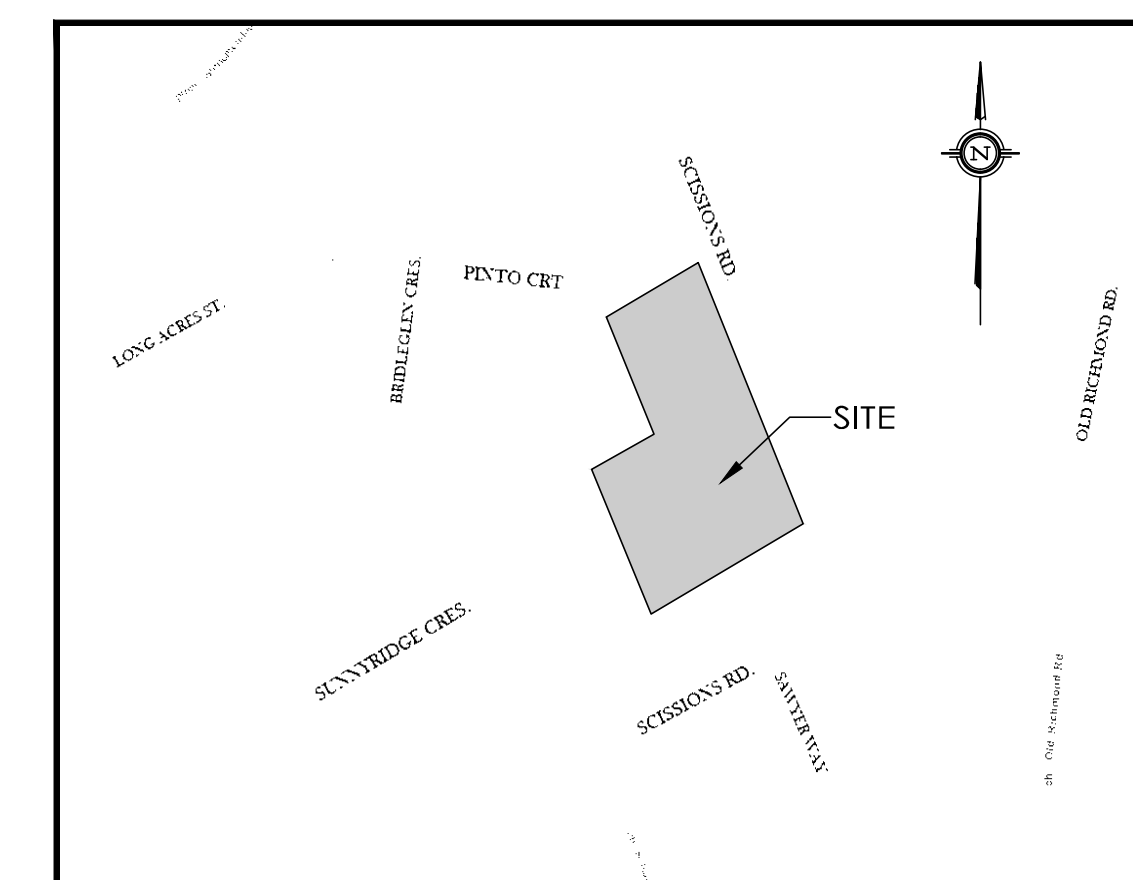 SCISSIONS RD.
N
PINTO CRT
BRIDLEGLEN CRES.
LONG ACRES ST.
OLD RICHMOND RD.
SITE
SUNNYRIDGE CRES.
SCISSIONS RD.
SAWYER WAY
ch Old Richmond Rd